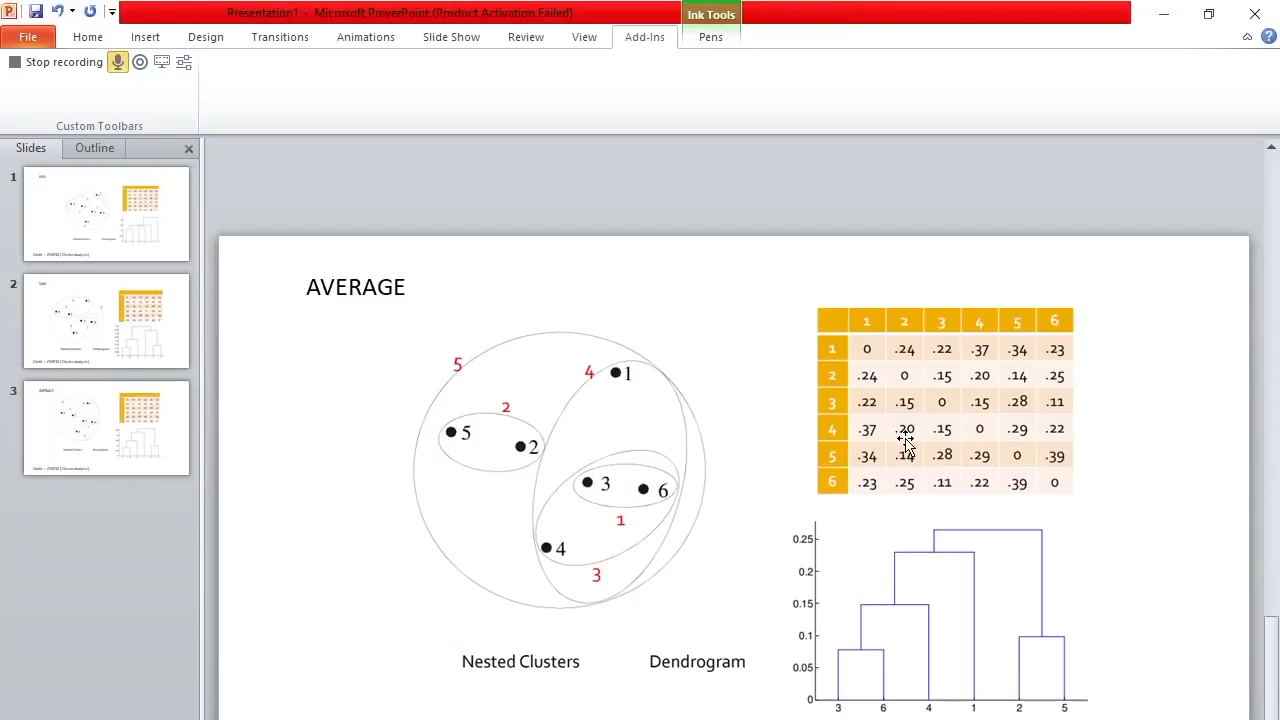 Presentation1 - Microsoft PowerPoint (Product Activation Failed)
Ink Tools
File Home Insert Design Transitions Animations Slide Show Review View Add-Ins Pens
Stop recording
Custom Toolbars
Slides Outline
1
2
3
AVERAGE
5
4
1
2
5
2
3
6
1
4
3
Nested Clusters
Dendrogram
1 2 3 4 5 6
1 0 .24 .22 .37 .34 .23
2 .24 0 .15 .20 .14 .25
3 .22 .15 0 .15 .28 .11
4 .37 .20 .15 0 .29 .22
5 .34 .14 .28 .29 0 .39
6 .23 .25 .11 .22 .39 0
0.25
0.2
0.15
0.1
0.05
0
3 6 4 1 2 5